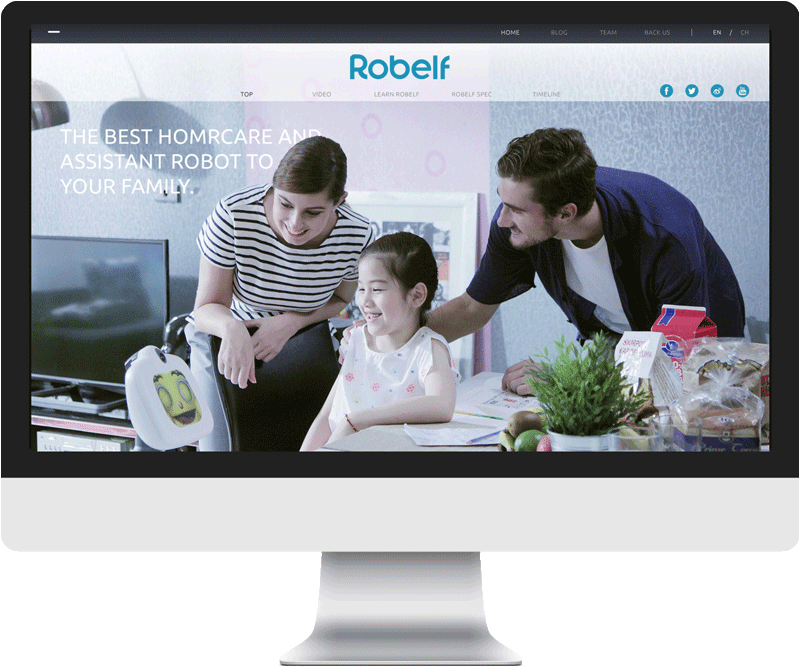 HOME BLOG TEAM BACK US | EN / CH
Robelf
TOP VIDEO LEARN ROBELF ROBELF SPEC TIMELINE
THE BEST HOMRCARE AND
ASSISTANT ROBOT TO
YOUR FAMILY.